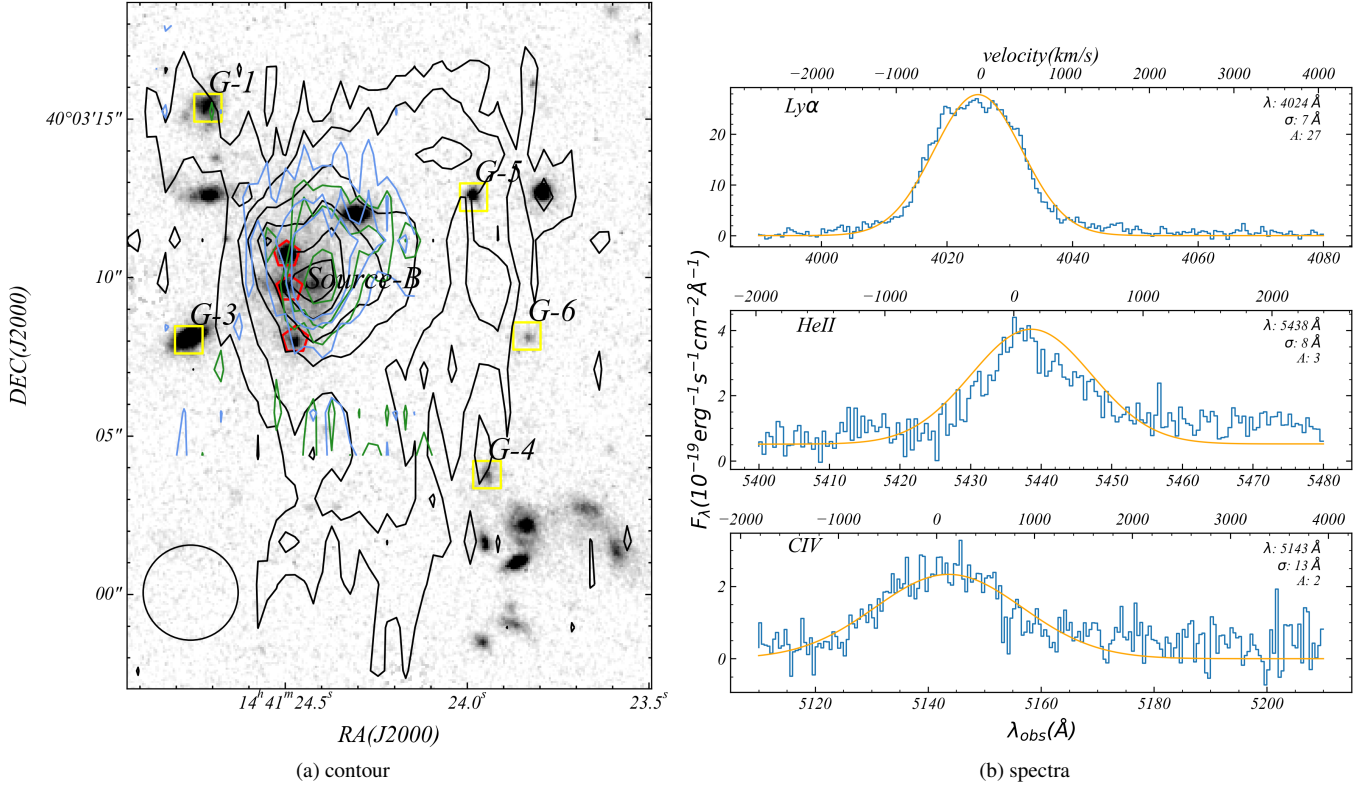 G-1
G-5
Source-B
G-3
G-6
G-4
40°03'15"
10"
05"
00"
DEC(J2000)
14ʰ41ᵐ24.5ˢ
24.0ˢ
23.5ˢ
RA(J2000)
(a) contour
velocity(km/s)
−2000 −1000 0 1000 2000 3000 4000
Lyα
λ: 4024 Å
σ: 7 Å
A: 27
20
10
0
4000 4020 4040 4060 4080
−2000 −1000 0 1000 2000
HeII
λ: 5438 Å
σ: 8 Å
A: 3
4
2
0
5400 5410 5420 5430 5440 5450 5460 5470 5480
−2000 −1000 0 1000 2000 3000 4000
CIV
λ: 5143 Å
σ: 13 Å
A: 2
2
0
5120 5140 5160 5180 5200
F_λ(10⁻¹⁹erg⁻¹s⁻¹cm⁻²Å⁻¹)
λ_obs(Å)
(b) spectra